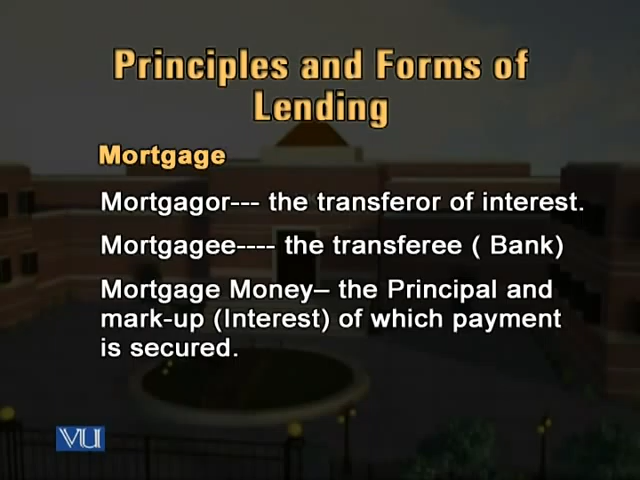 Principles and Forms of
Lending
Mortgage
Mortgagor--- the transferor of interest.
Mortgagee---- the transferee ( Bank)
Mortgage Money– the Principal and
mark-up (Interest) of which payment
is secured.
VU